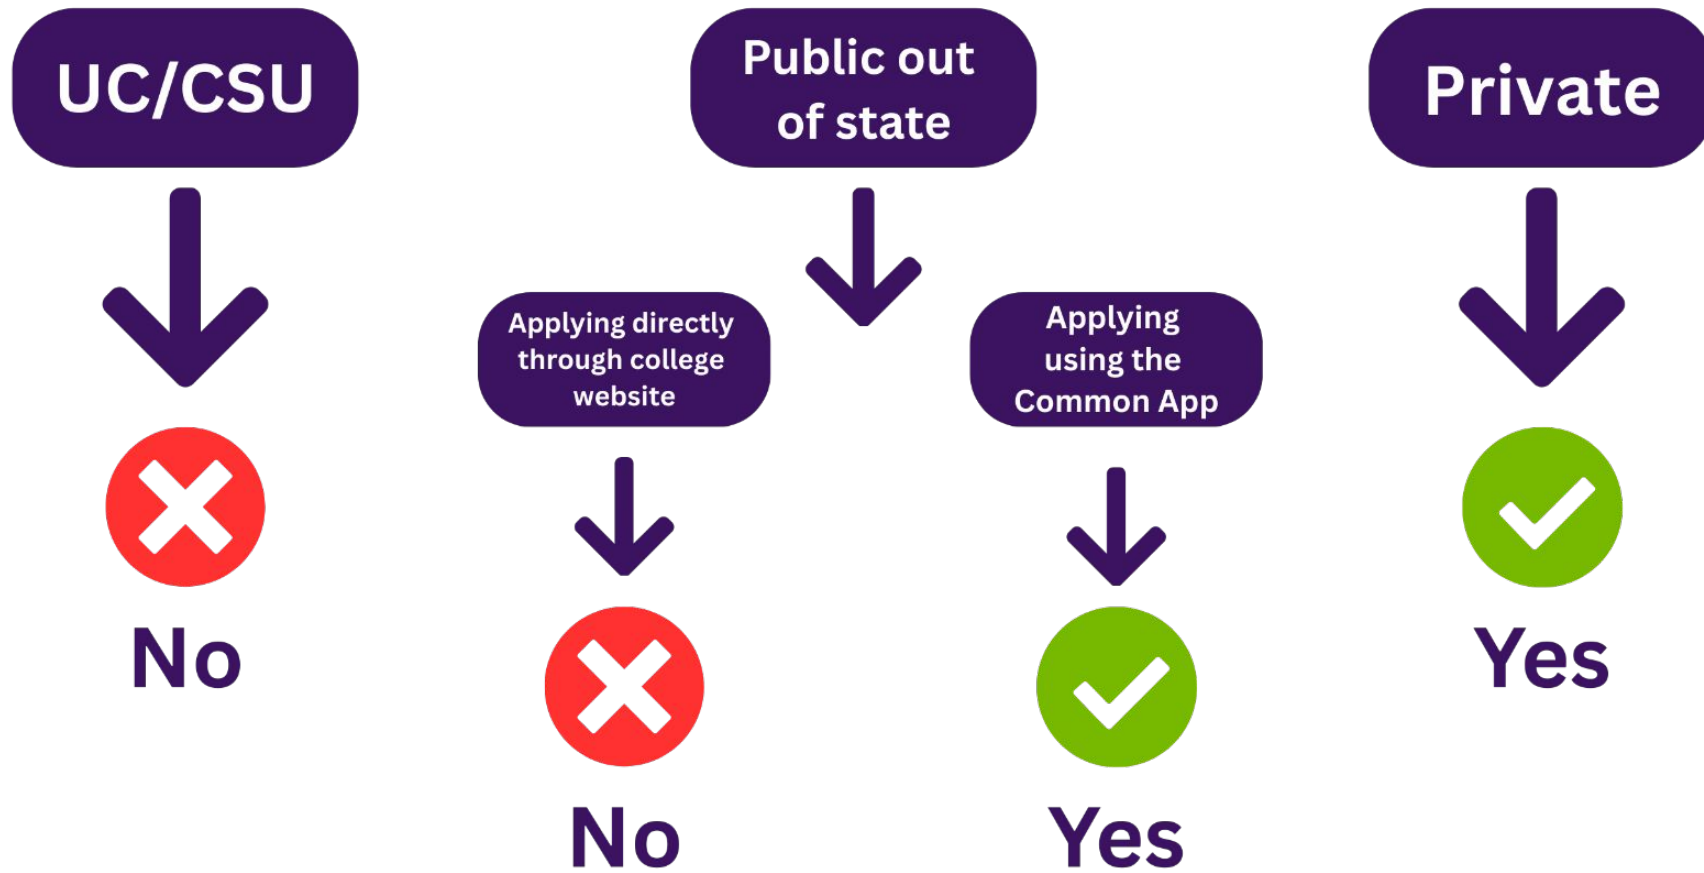 UC/CSU
Public out
of state
Private
Applying directly
through college
website
Applying
using the
Common App
No
No
Yes
Yes